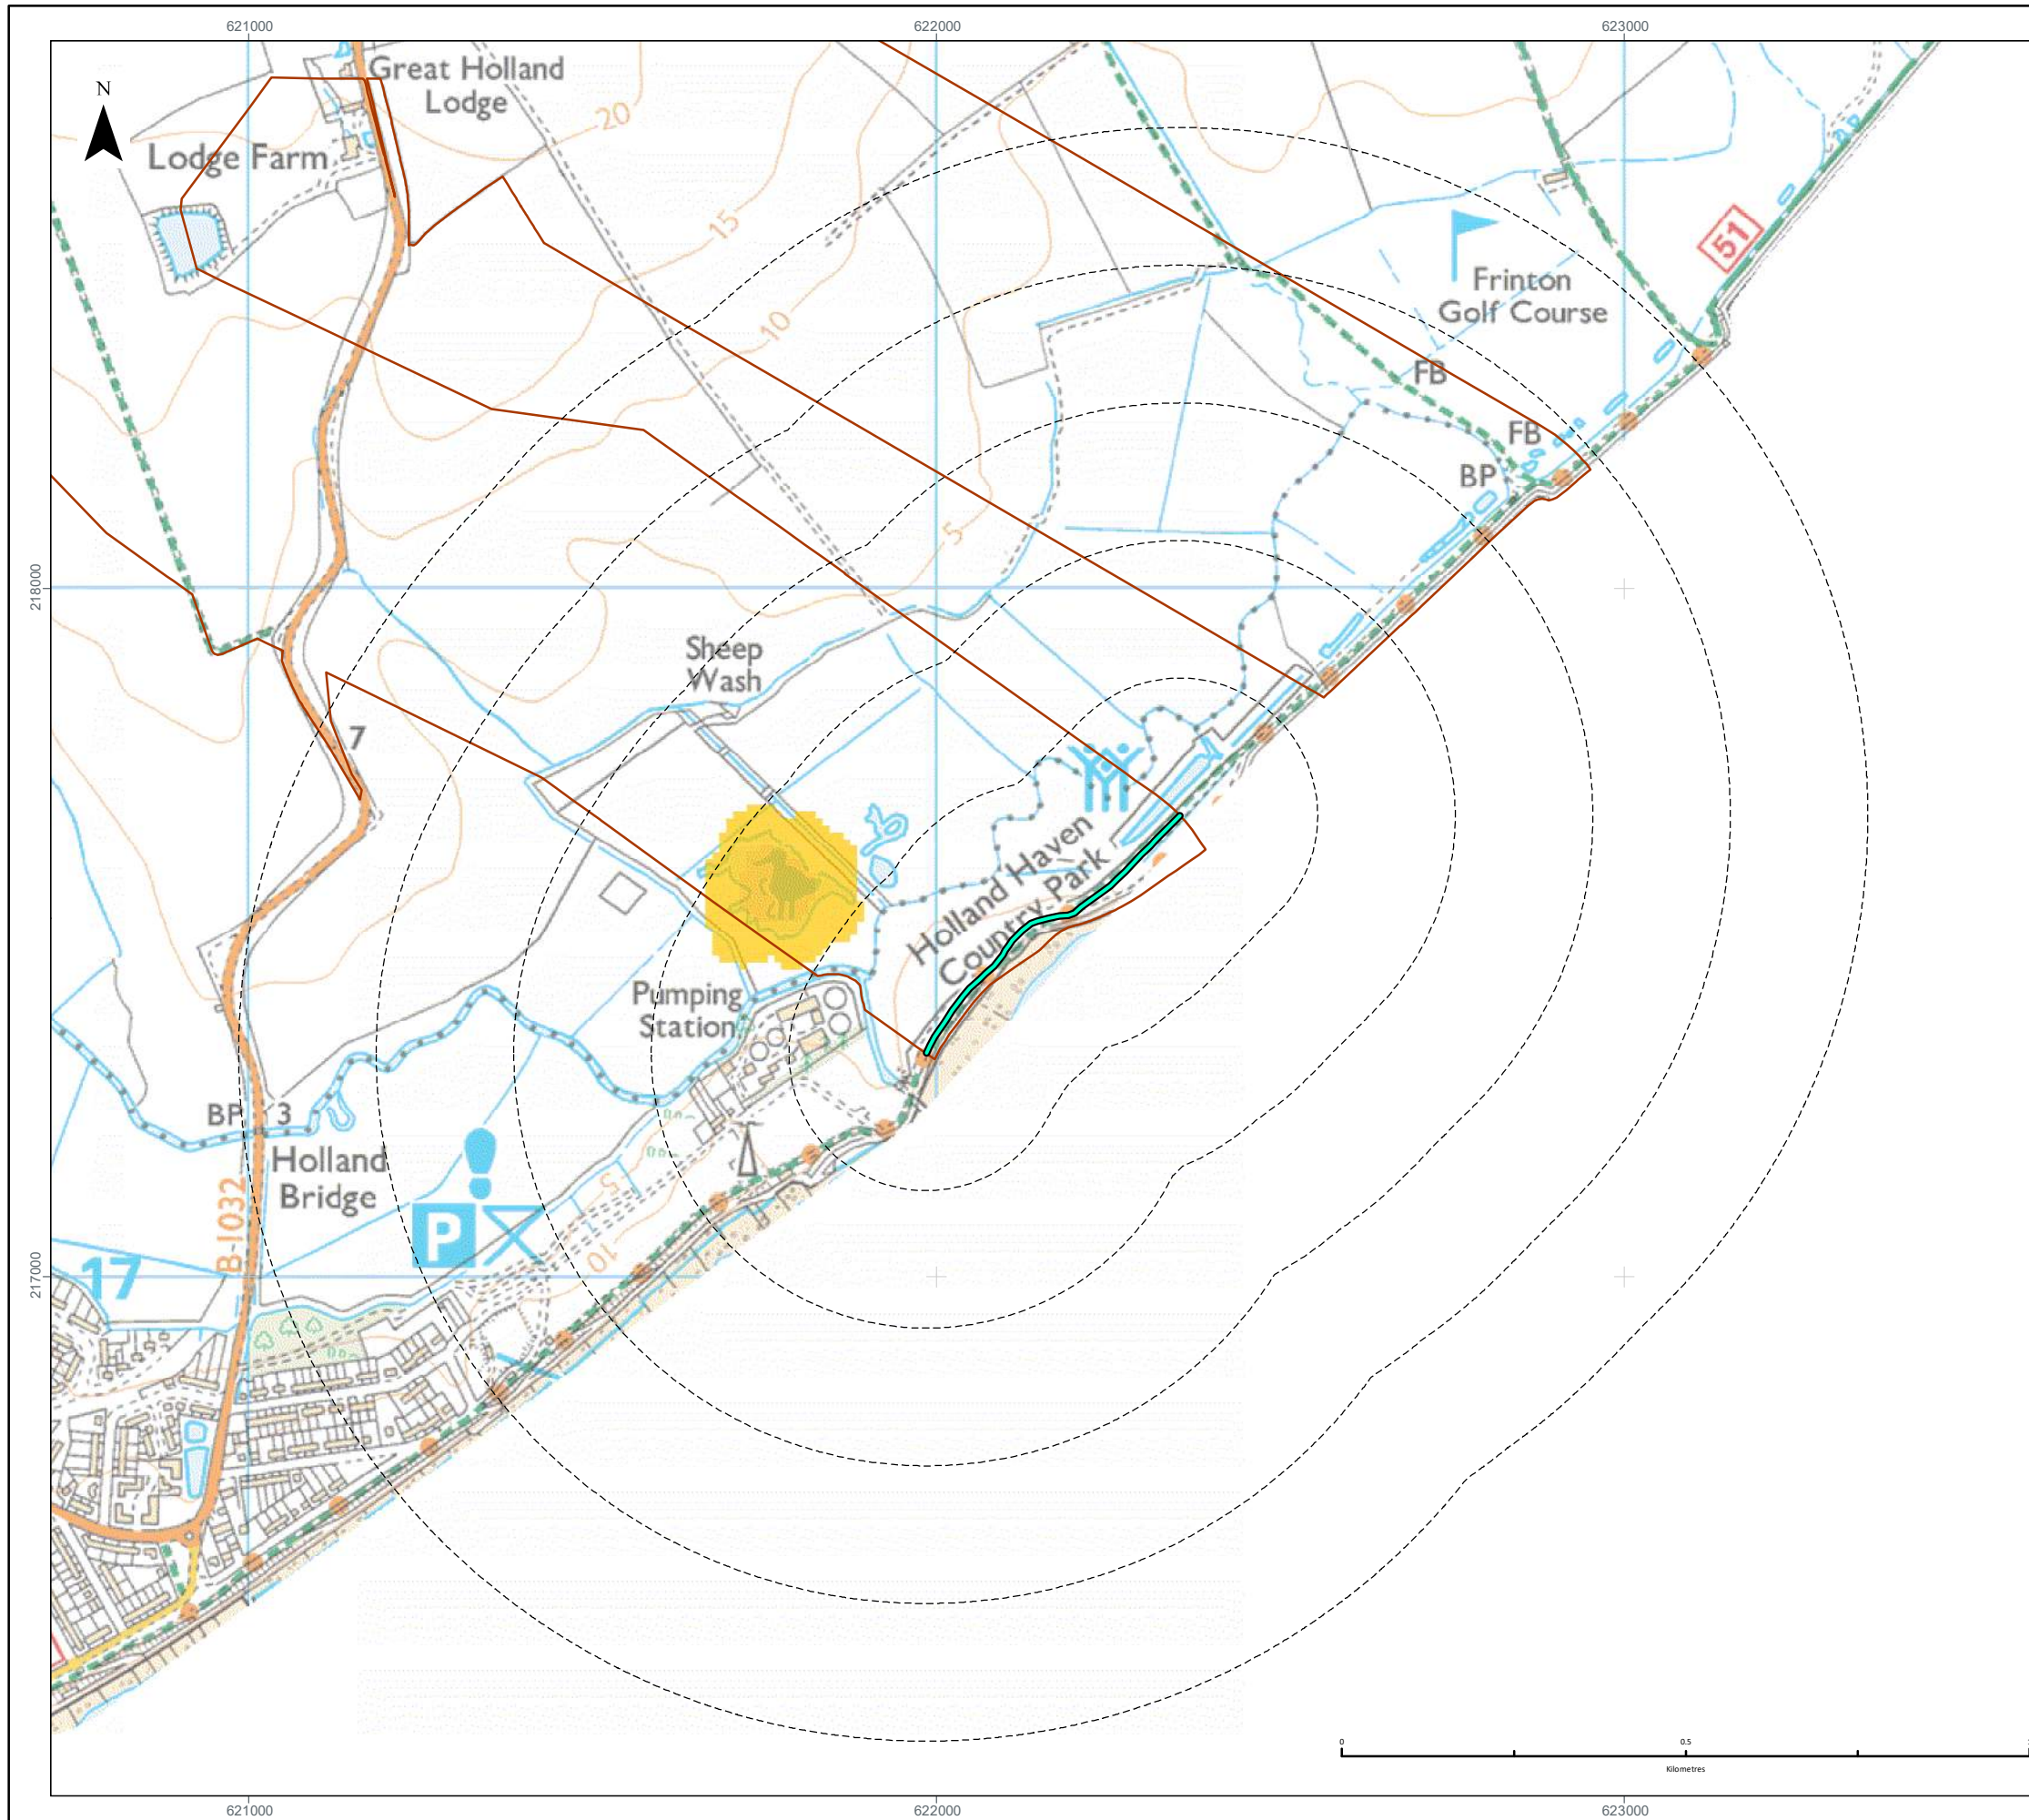 621000
622000
623000
N
Great Holland
Lodge
20
Lodge Farm
15
51
Frinton
Golf Course
10
FB
FB
BP
5
218000
Sheep
Wash
7
Holland Haven
Country Park
Pumping
Station
BP
3
Holland
Bridge
B 1032
P
5
10
17
217000
0
0.5
Kilometres
621000
622000
623000